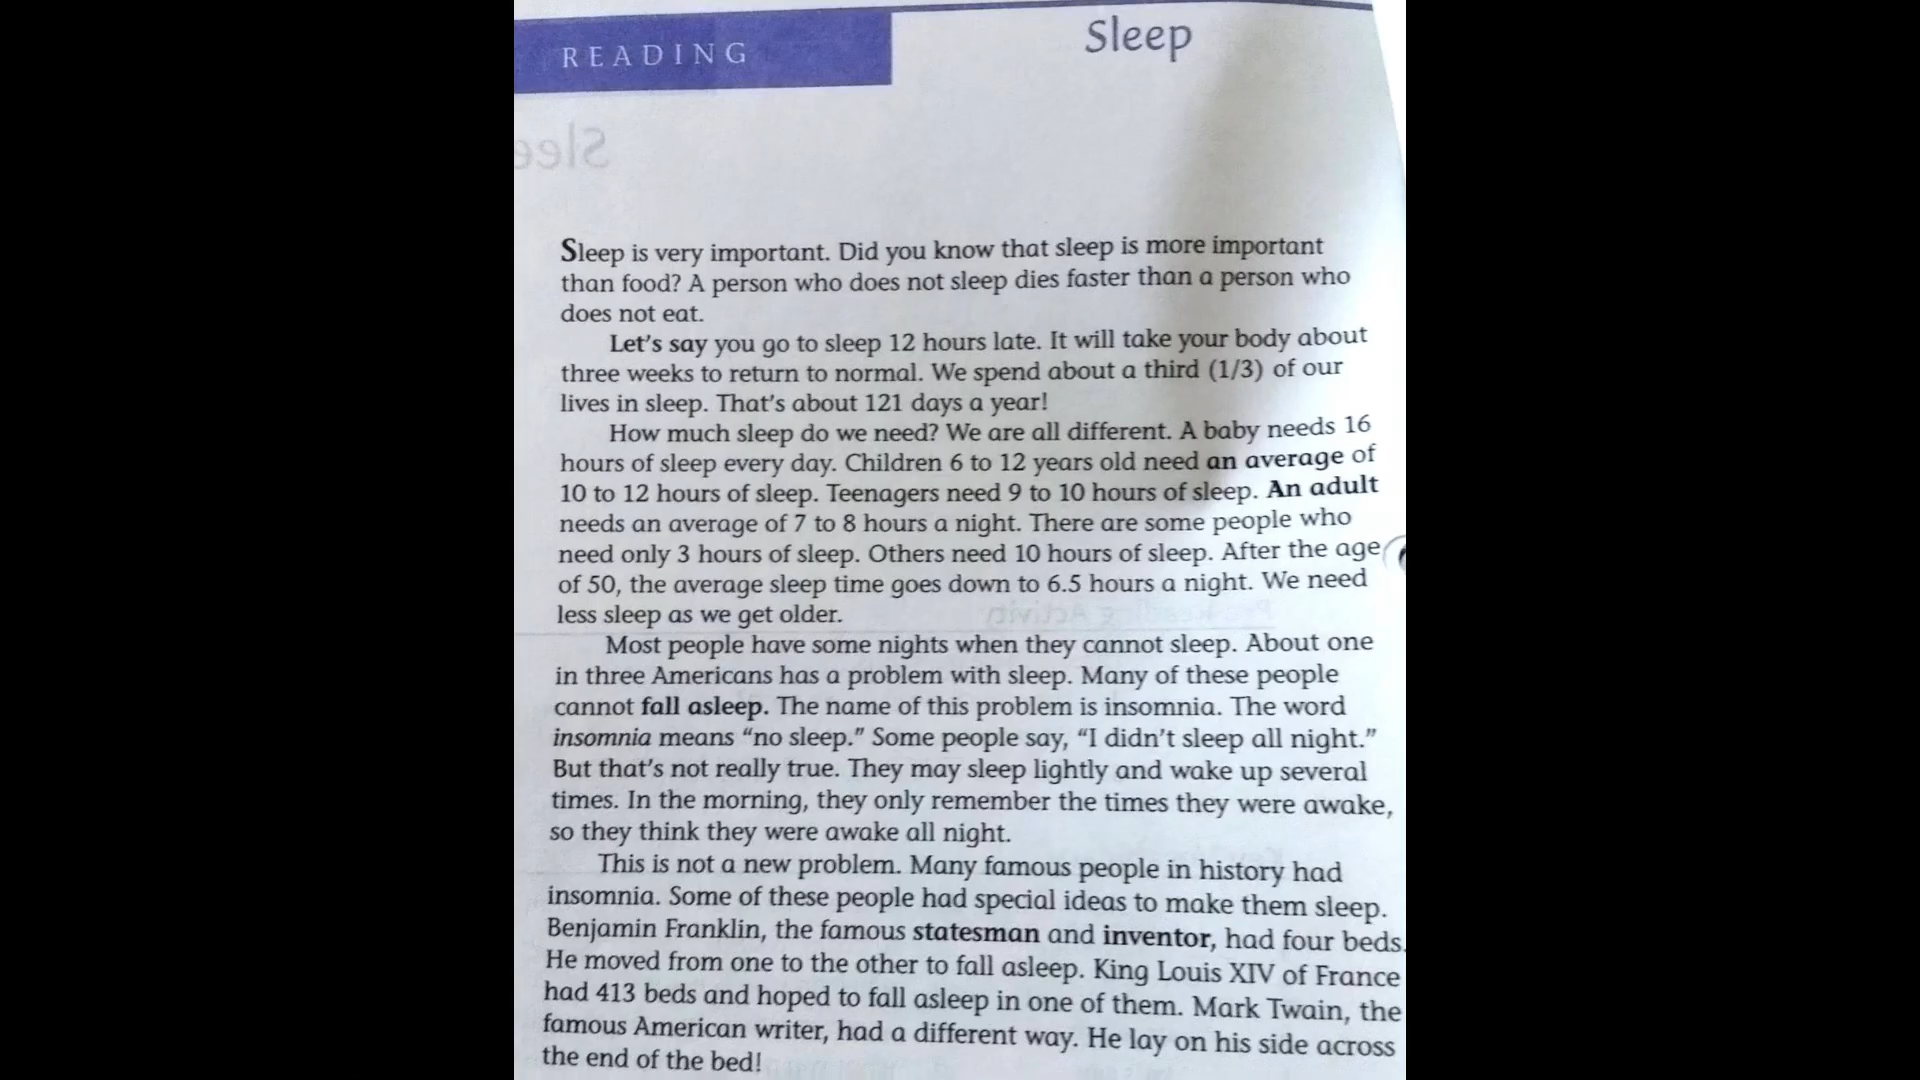 READING
Sleep
Sleep is very important. Did you know that sleep is more important
than food? A person who does not sleep dies faster than a person who
does not eat.
Let's say you go to sleep 12 hours late. It will take your body about
three weeks to return to normal. We spend about a third (1/3) of our
lives in sleep. That's about 121 days a year!
How much sleep do we need? We are all different. A baby needs 16
hours of sleep every day. Children 6 to 12 years old need an average of
10 to 12 hours of sleep. Teenagers need 9 to 10 hours of sleep. An adult
needs an average of 7 to 8 hours a night. There are some people who
need only 3 hours of sleep. Others need 10 hours of sleep. After the age
of 50, the average sleep time goes down to 6.5 hours a night. We need
less sleep as we get older.
Most people have some nights when they cannot sleep. About one
in three Americans has a problem with sleep. Many of these people
cannot fall asleep. The name of this problem is insomnia. The word
insomnia means “no sleep.” Some people say, “I didn't sleep all night.”
But that's not really true. They may sleep lightly and wake up several
times. In the morning, they only remember the times they were awake,
so they think they were awake all night.
This is not a new problem. Many famous people in history had
insomnia. Some of these people had special ideas to make them sleep.
Benjamin Franklin, the famous statesman and inventor, had four beds.
He moved from one to the other to fall asleep. King Louis XIV of France
had 413 beds and hoped to fall asleep in one of them. Mark Twain, the
famous American writer, had a different way. He lay on his side across
the end of the bed!